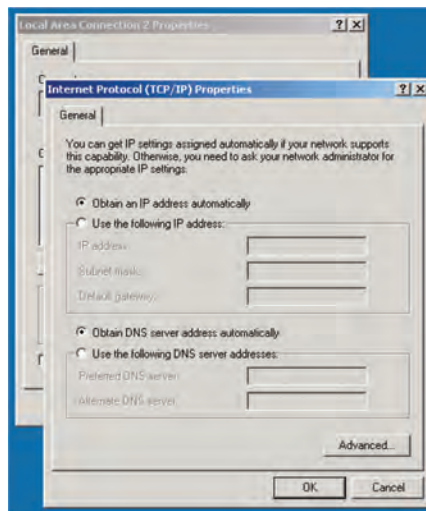 Local Area Connection 2 Properties
General
Internet Protocol (TCP/IP) Properties
General
You can get IP settings assigned automatically if your network supports
this capability. Otherwise, you need to ask your network administrator for
the appropriate IP settings.
Obtain an IP address automatically
Use the following IP address:
IP address:
Subnet mask:
Default gateway:
Obtain DNS server address automatically
Use the following DNS server addresses:
Preferred DNS server:
Alternate DNS server:
Advanced...
OK
Cancel